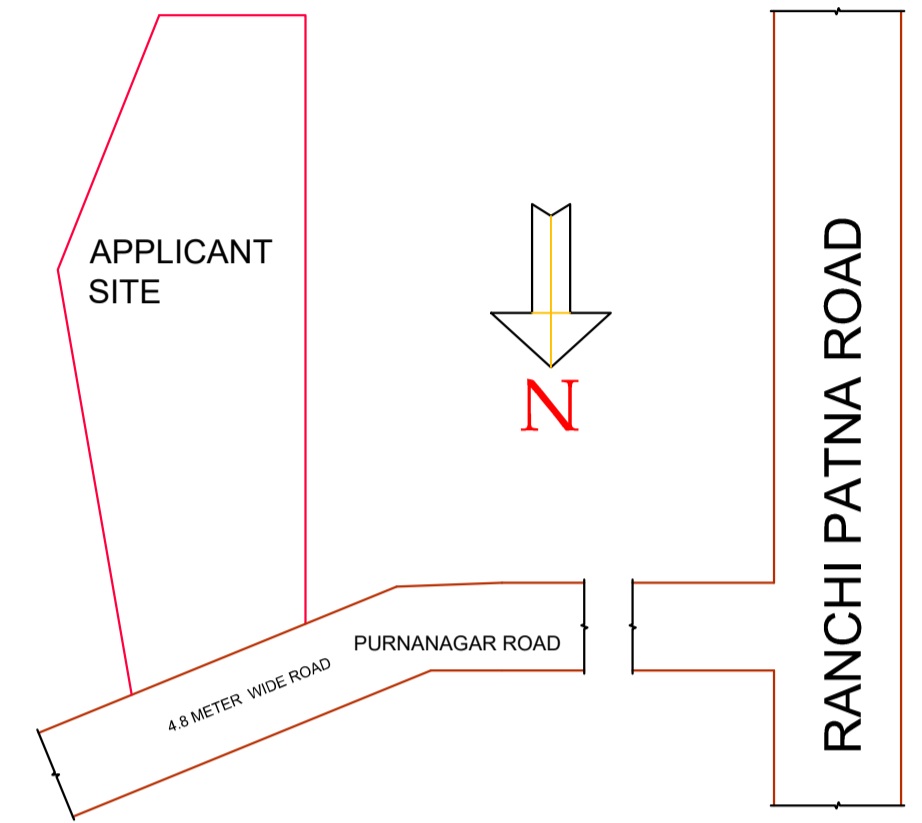 APPLICANT
SITE
N
RANCHI PATNA ROAD
PURNANAGAR ROAD
4.8 METER WIDE ROAD